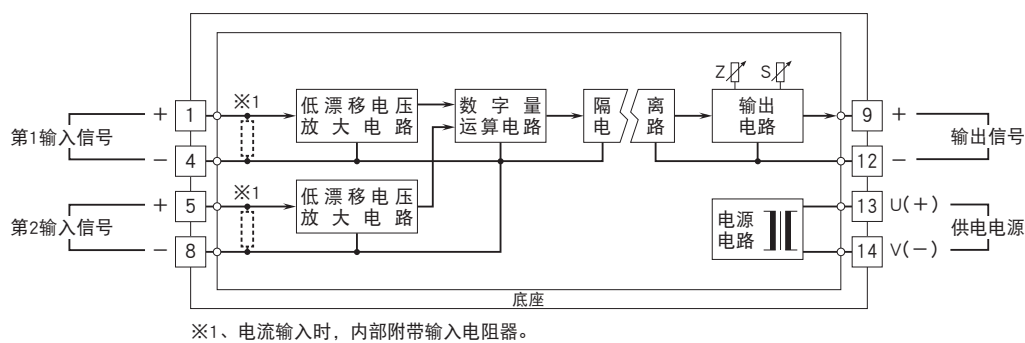 Z S
※1
低漂移电压
放大电路
数字量
运算电路
隔离
电路
输出
电路
+ 1
第1输入信号
− 4
9 +
输出信号
12 −
※1
+ 5
第2输入信号
− 8
低漂移电压
放大电路
电源
电路
13 U(+)
供电电源
14 V(−)
底座
※1、电流输入时，内部附带输入电阻器。